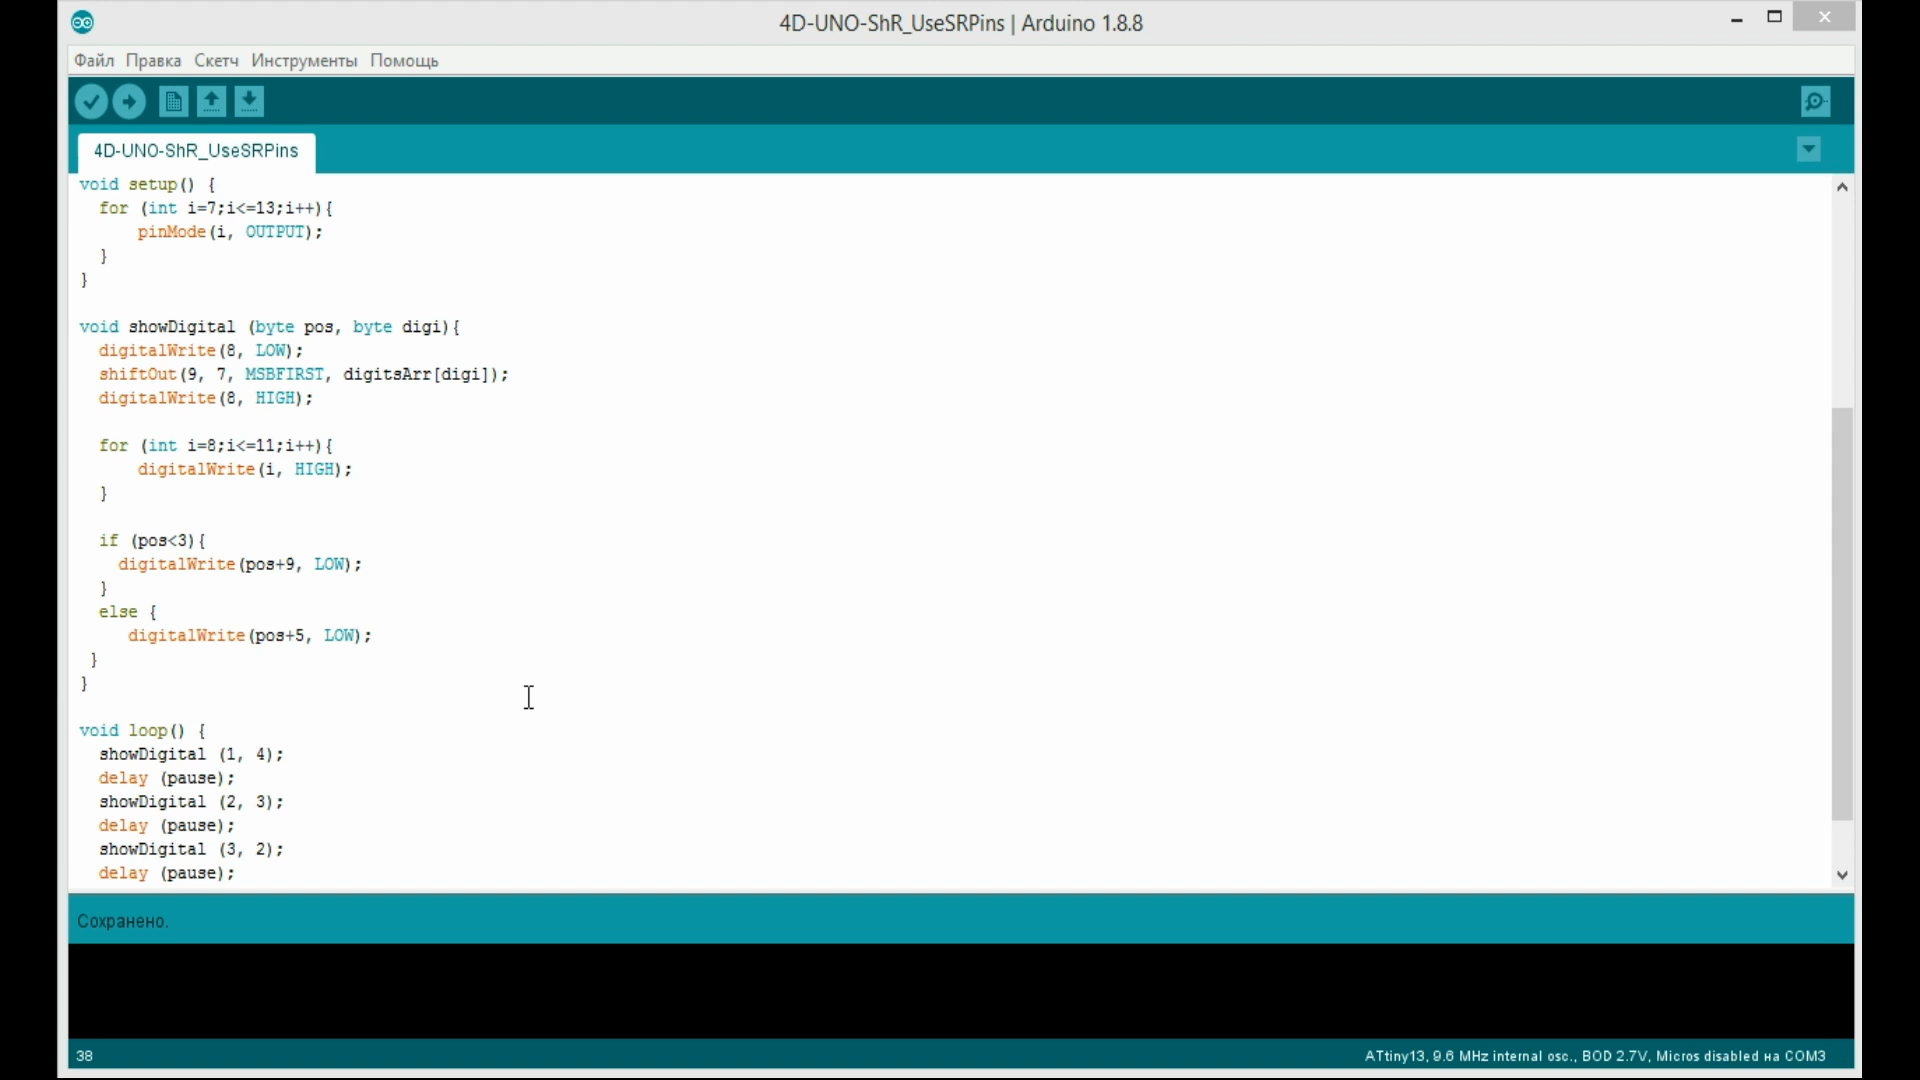 4D-UNO-ShR_UseSRPins | Arduino 1.8.8
Файл Правка Скетч Инструменты Помощь
4D-UNO-ShR_UseSRPins
void setup() {
  for (int i=7;i<=13;i++){
      pinMode(i, OUTPUT);
  }
}

void showDigital (byte pos, byte digi){
  digitalWrite(8, LOW);
  shiftOut(9, 7, MSBFIRST, digitsArr[digi]);
  digitalWrite(8, HIGH);

  for (int i=8;i<=11;i++){
      digitalWrite(i, HIGH);
  }

  if (pos<3){
    digitalWrite(pos+9, LOW);
  }
  else {
     digitalWrite(pos+5, LOW);
 }
}

void loop() {
  showDigital (1, 4);
  delay (pause);
  showDigital (2, 3);
  delay (pause);
  showDigital (3, 2);
  delay (pause);
Сохранено.
38
ATtiny13, 9.6 MHz internal osc., BOD 2.7V, Micros disabled на COM3